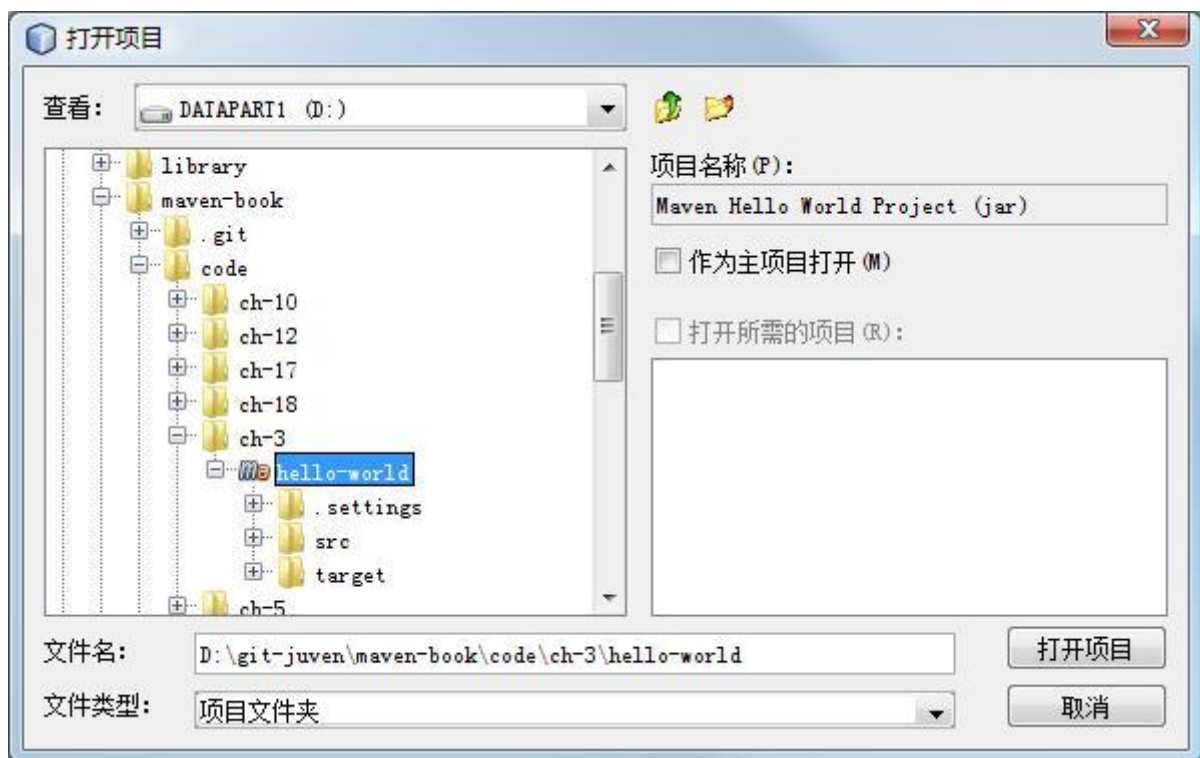 打开项目
查看:
DATAPART1 (D:)
library
maven-book
.git
code
ch-10
ch-12
ch-17
ch-18
ch-3
hello-world
.settings
src
target
ch-5
项目名称(P):
Maven Hello World Project (jar)
作为主项目打开(M)
打开所需的项目(R):
文件名:
D:\git-juven\maven-book\code\ch-3\hello-world
打开项目
文件类型:
项目文件夹
取消